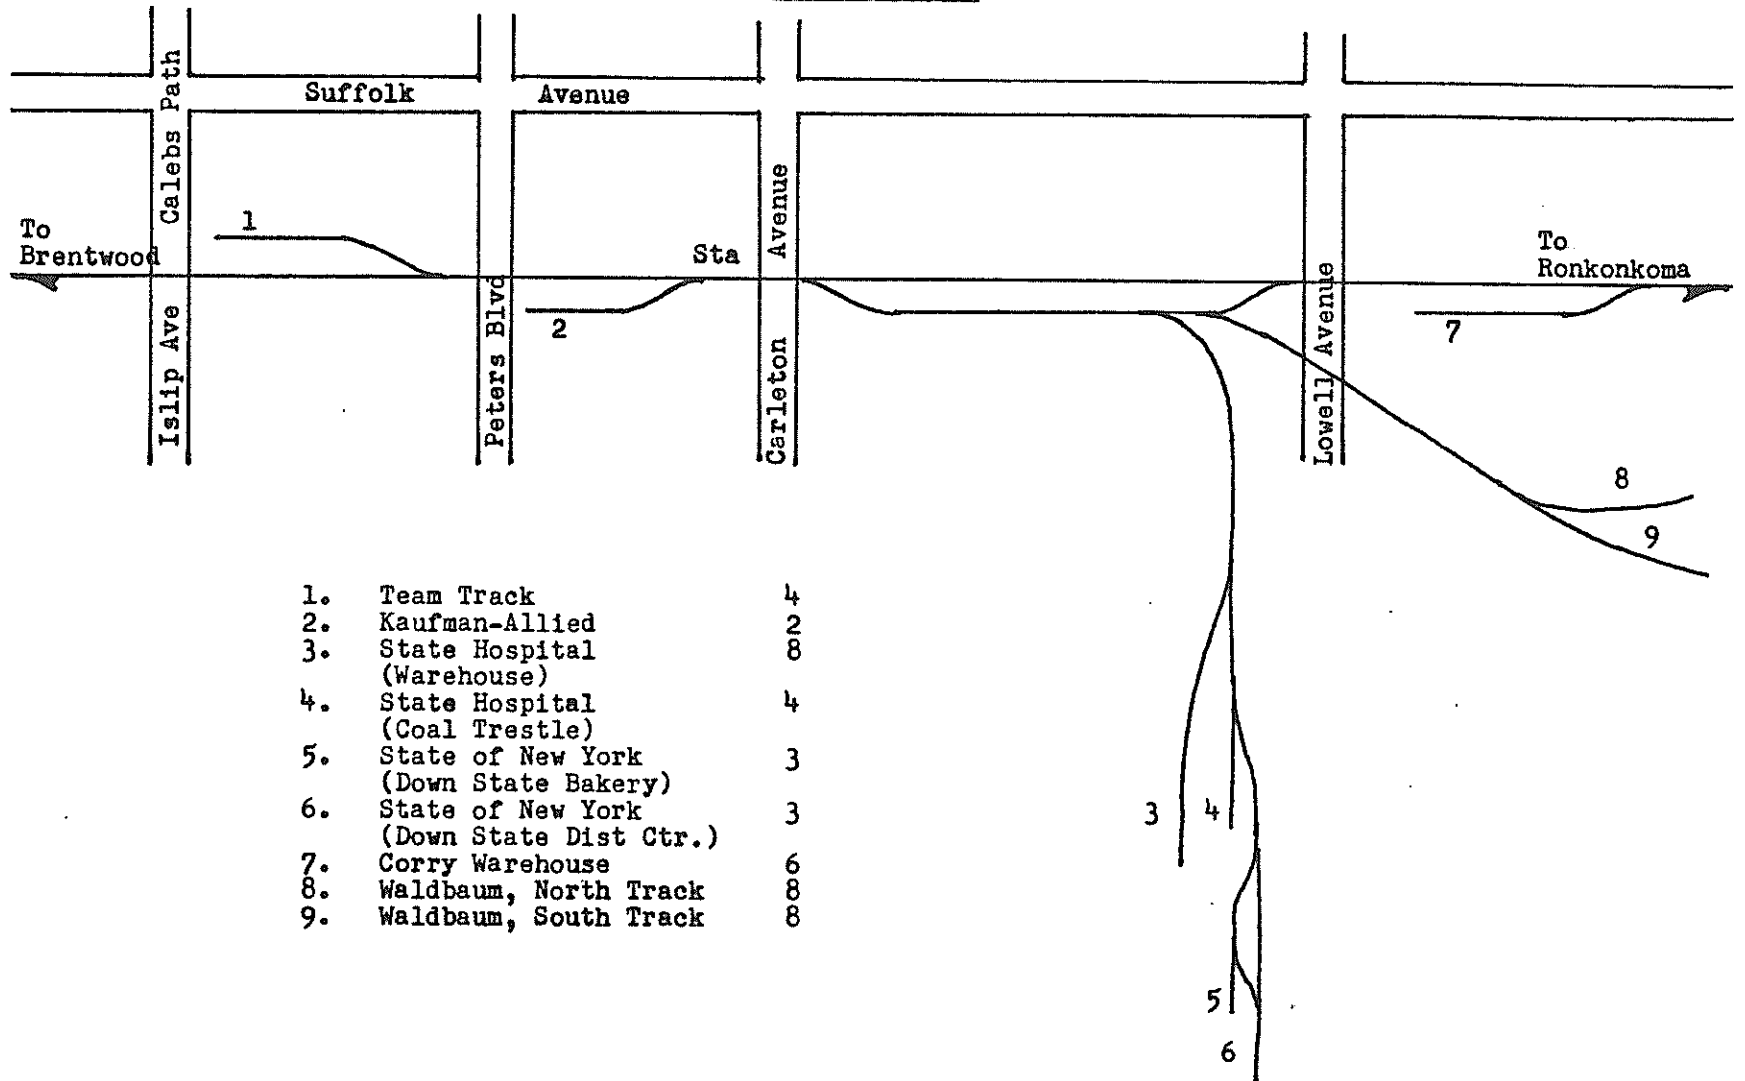 Suffolk Avenue
Calebs Path
Islip Ave
Peters Blvd
Carleton Avenue
Lowell Avenue
To
Brentwood
1
Sta
2
To
Ronkonkoma
7
8
9
3
4
5
6
1. Team Track 4
2. Kaufman-Allied 2
3. State Hospital 8
(Warehouse)
4. State Hospital 4
(Coal Trestle)
5. State of New York 3
(Down State Bakery)
6. State of New York 3
(Down State Dist Ctr.)
7. Corry Warehouse 6
8. Waldbaum, North Track 8
9. Waldbaum, South Track 8